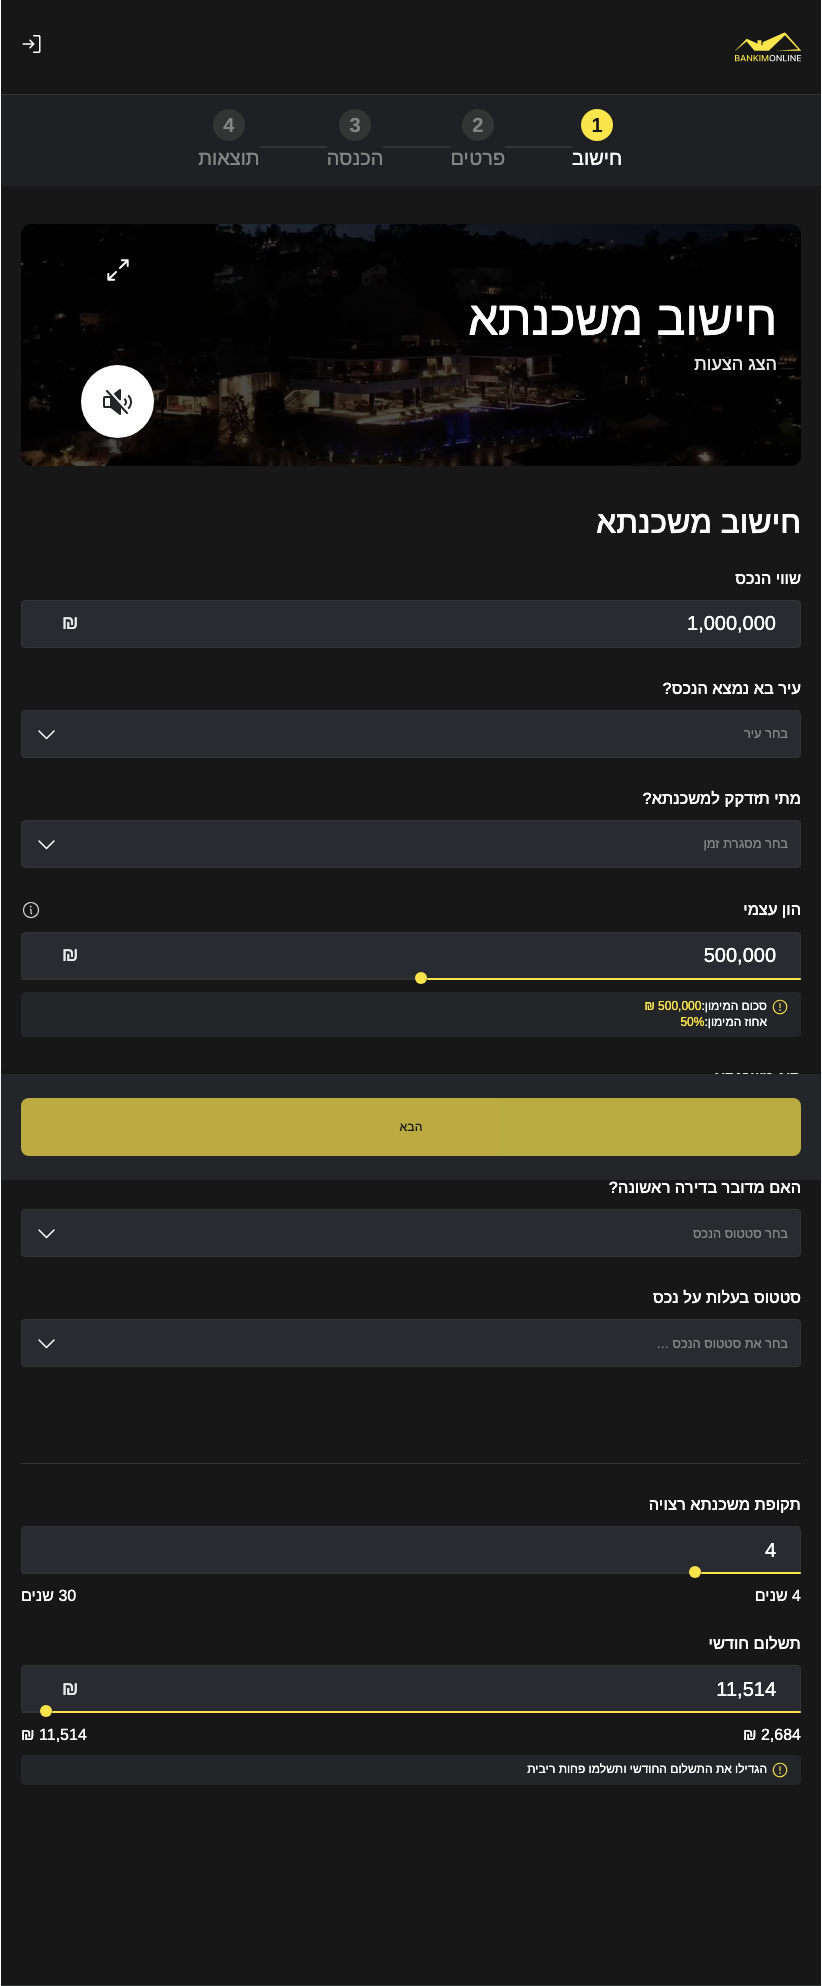 BANKIMONLINE
1 2 3 4
חישוב פרטים הכנסה תוצאות
חישוב משכנתא
הצג הצעות
חישוב משכנתא
שווי הנכס
1,000,000 ₪
עיר בא נמצא הנכס?
בחר עיר
מתי תזדקק למשכנתא?
בחר מסגרת זמן
הון עצמי
500,000 ₪
סכום המימון:500,000 ₪
אחוז המימון:50%
הבא
האם מדובר בדירה ראשונה?
בחר סטטוס הנכס
סטטוס בעלות על נכס
בחר את סטטוס הנכס ...
תקופת משכנתא רצויה
4
4 שנים 30 שנים
תשלום חודשי
11,514 ₪
2,684 ₪ 11,514 ₪
הגדילו את התשלום החודשי ותשלמו פחות ריבית